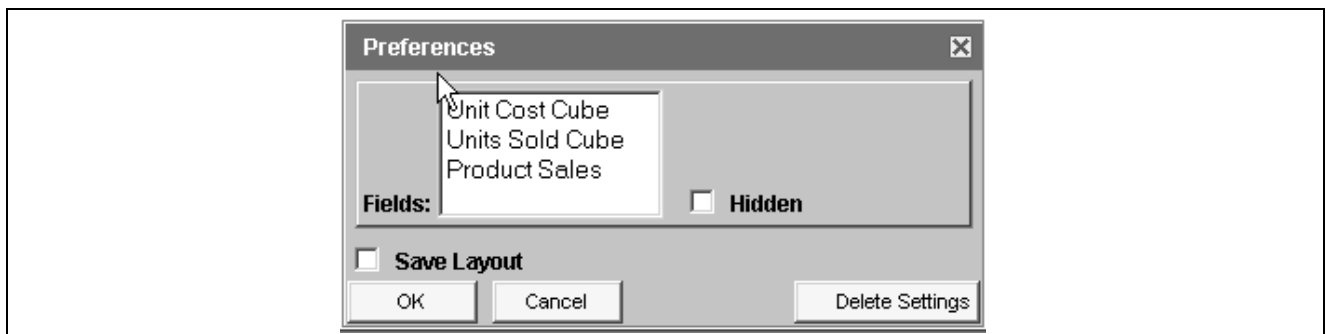 Preferences
Unit Cost Cube
Units Sold Cube
Product Sales
Fields:
Hidden
Save Layout
OK
Cancel
Delete Settings